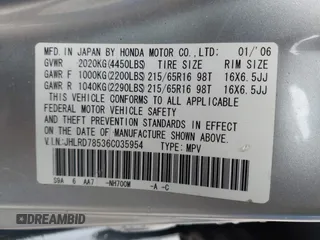 MFD. IN JAPAN BY HONDA MOTOR CO., LTD: 01/'06
GVWR 2020KG(4450LBS) TIRE SIZE RIM SIZE
GAWR F 1000KG(2200LBS) 215/65R16 98T 16X6.5JJ
GAWR R 1040KG(2290LBS) 215/65R16 98T 16X6.5JJ
THIS VEHICLE CONFORMS TO ALL APPLICABLE
FEDERAL MOTOR VEHICLE SAFETY AND
THEFT PREVENTION STANDARDS IN EFFECT ON
THE DATE OF MANUFACTURE SHOWN ABOVE.
V.I.N: JHLRD78536C035954 TYPE: MPV
S9A 6 AA7 -NH700M -A -C
DREAMBID